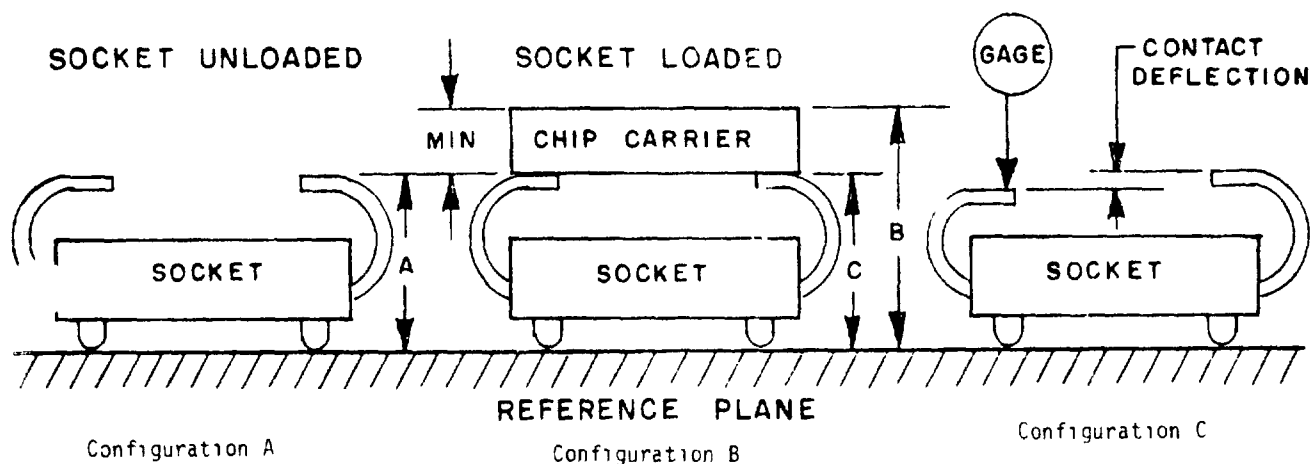 SOCKET UNLOADED
SOCKET LOADED
GAGE
CONTACT
DEFLECTION
MIN
CHIP CARRIER
A
B
C
SOCKET
SOCKET
SOCKET
REFERENCE PLANE
Configuration A
Configuration B
Configuration C